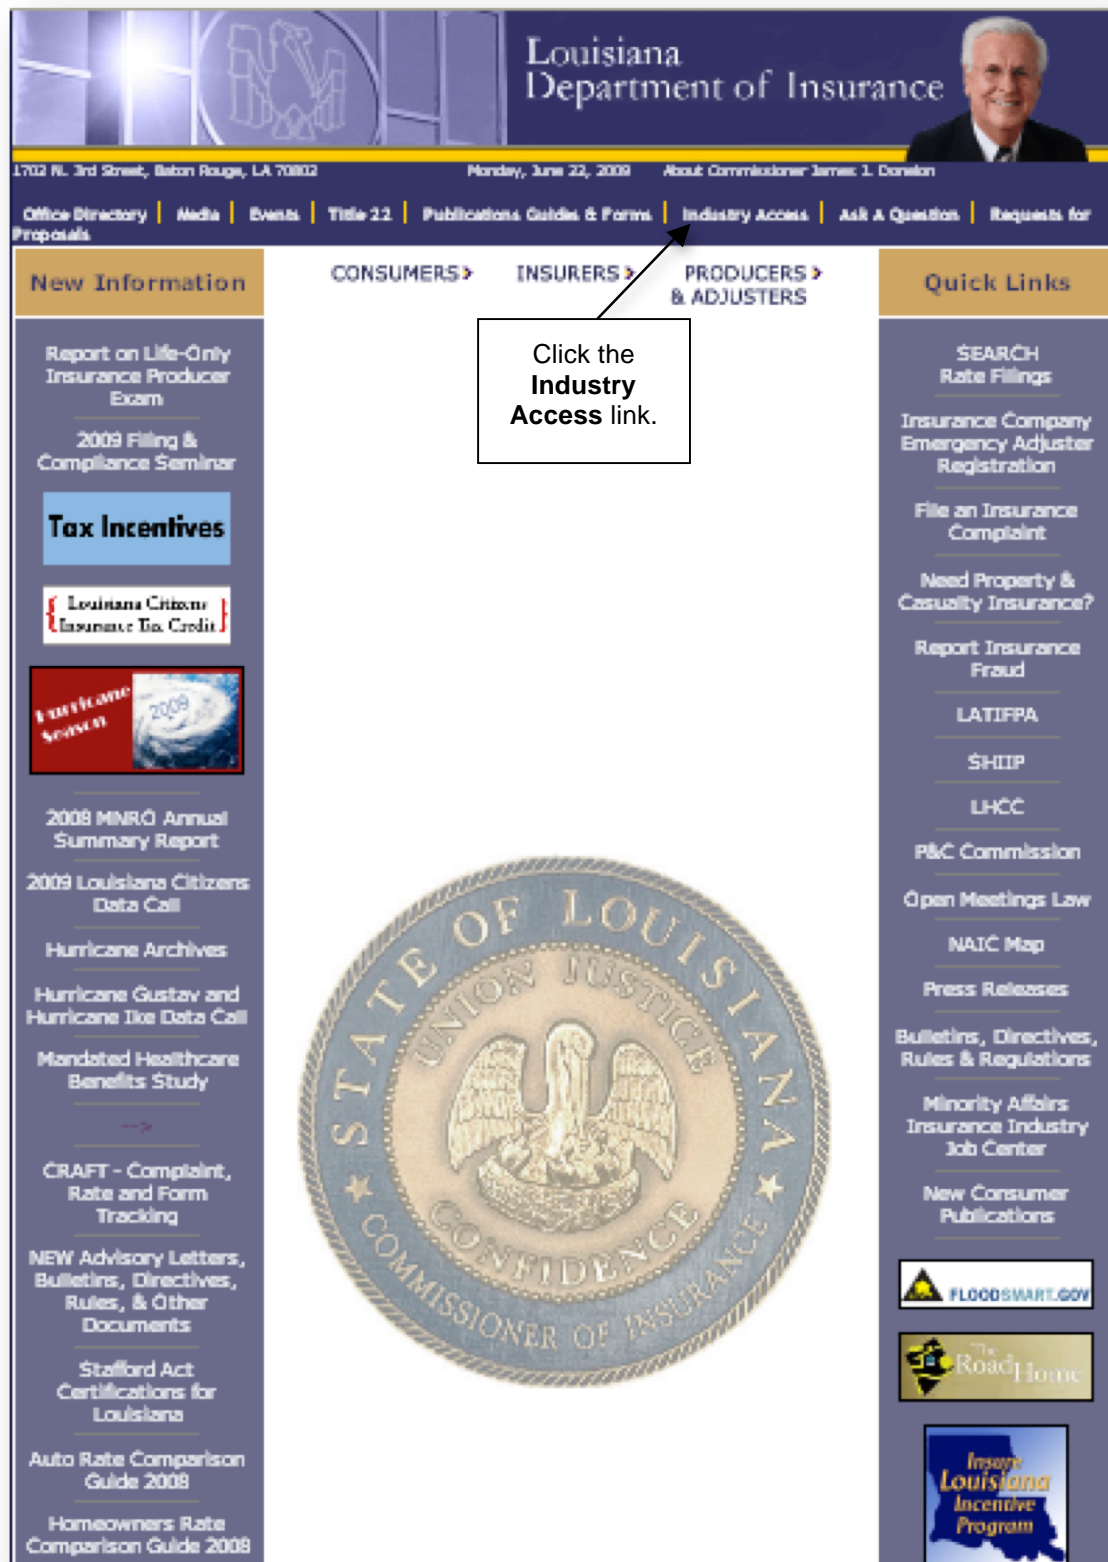 Louisiana
Department of Insurance
1702 N. 3rd Street, Baton Rouge, LA 70802
Monday, June 22, 2009
About Commissioner James J. Donelon
Office Directory | Media | Events | Title 22 | Publications Guides & Forms | Industry Access | Ask A Question | Requests for
Proposals
New Information
CONSUMERS
INSURERS
PRODUCERS
& ADJUSTERS
Quick Links
Click the
Industry
Access link.
Report on Life-Only
Insurance Producer
Exam
2009 Filing &
Compliance Seminar
Tax Incentives
{ Louisiana Citizens
Insurance Tax Credit }
Hurricane
Season
2009
2008 MNRO Annual
Summary Report
2009 Louisiana Citizens
Data Call
Hurricane Archives
Hurricane Gustav and
Hurricane Ike Data Call
Mandated Healthcare
Benefits Study
-->
CRAFT - Complaint,
Rate and Form
Tracking
NEW Advisory Letters,
Bulletins, Directives,
Rules, & Other
Documents
Stafford Act
Certifications for
Louisiana
Auto Rate Comparison
Guide 2008
Homeowners Rate
Comparison Guide 2008
STATE OF LOUISIANA
UNION JUSTICE
CONFIDENCE
COMMISSIONER OF INSURANCE
SEARCH
Rate Filings
Insurance Company
Emergency Adjuster
Registration
File an Insurance
Complaint
Need Property &
Casualty Insurance?
Report Insurance
Fraud
LATIFPA
SHIIP
LHCC
P&C Commission
Open Meetings Law
NAIC Map
Press Releases
Bulletins, Directives,
Rules & Regulations
Minority Affairs
Insurance Industry
Job Center
New Consumer
Publications
FLOODSMART.GOV
The
Road Home
Insure
Louisiana
Incentive
Program